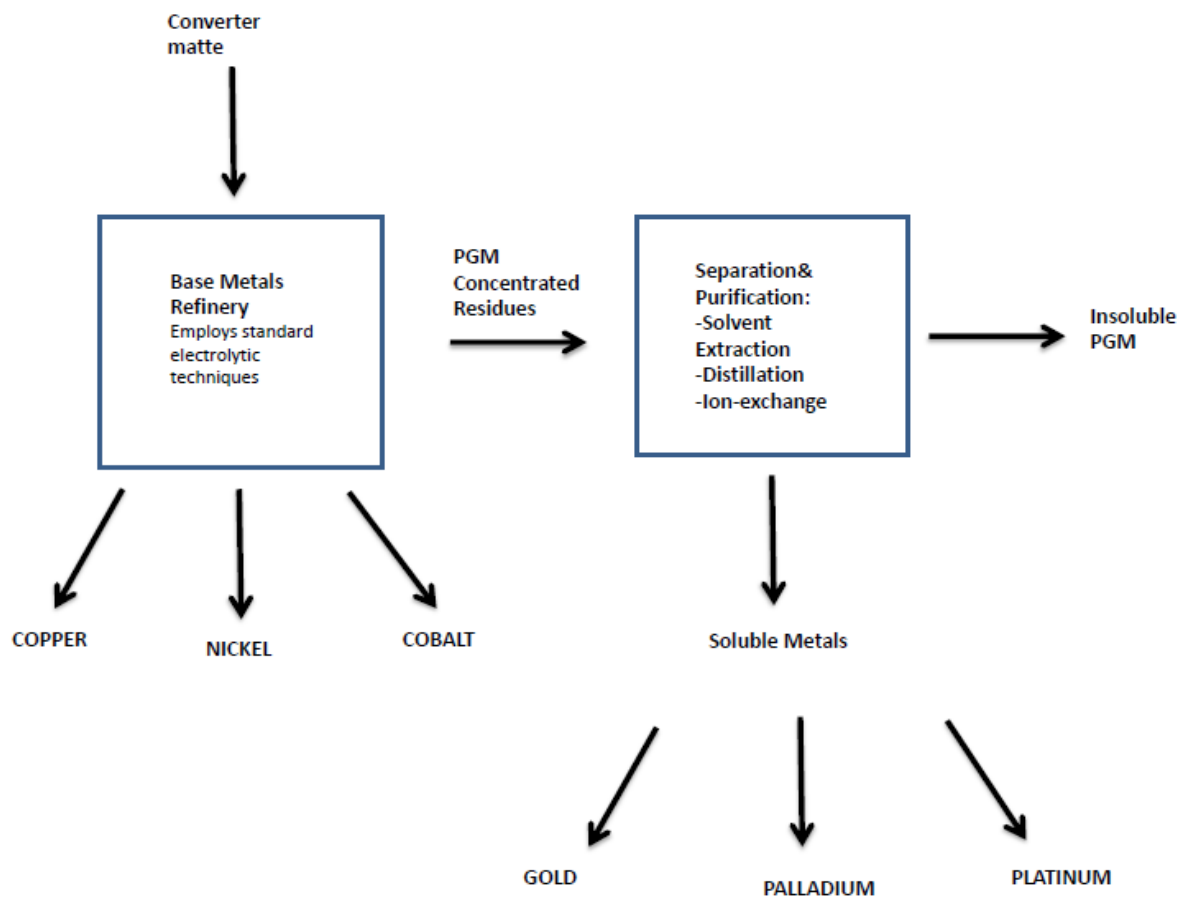 Converter
matte
Base Metals
Refinery
Employs standard
electrolytic
techniques
PGM
Concentrated
Residues
Separation&
Purification:
-Solvent
Extraction
-Distillation
-Ion-exchange
Insoluble
PGM
COPPER
NICKEL
COBALT
Soluble Metals
GOLD
PALLADIUM
PLATINUM